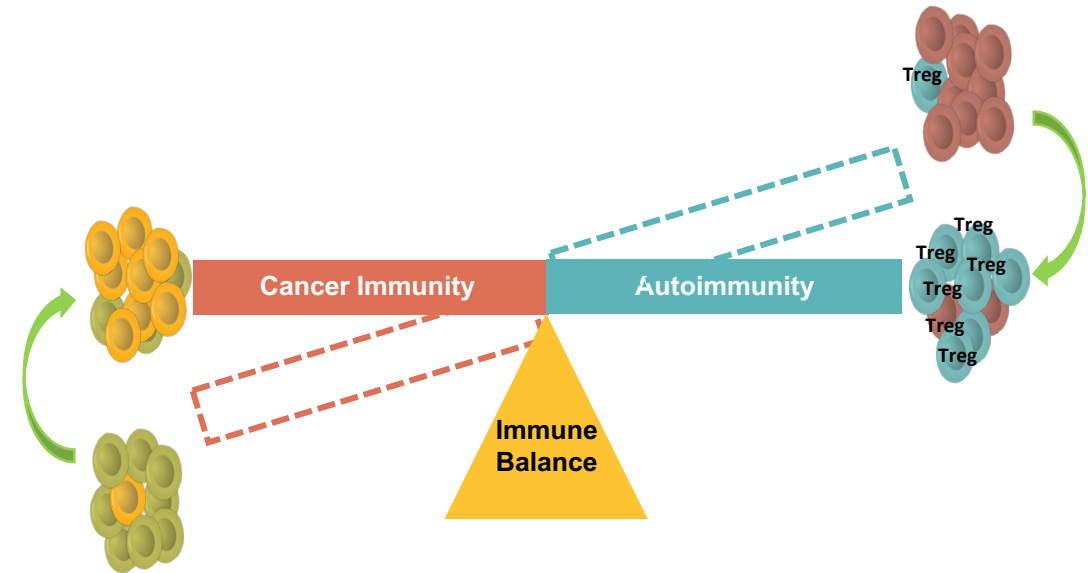 Treg
Treg
Treg
Treg
Cancer Immunity
Autoimmunity
Treg
Treg
Treg
Immune
Balance